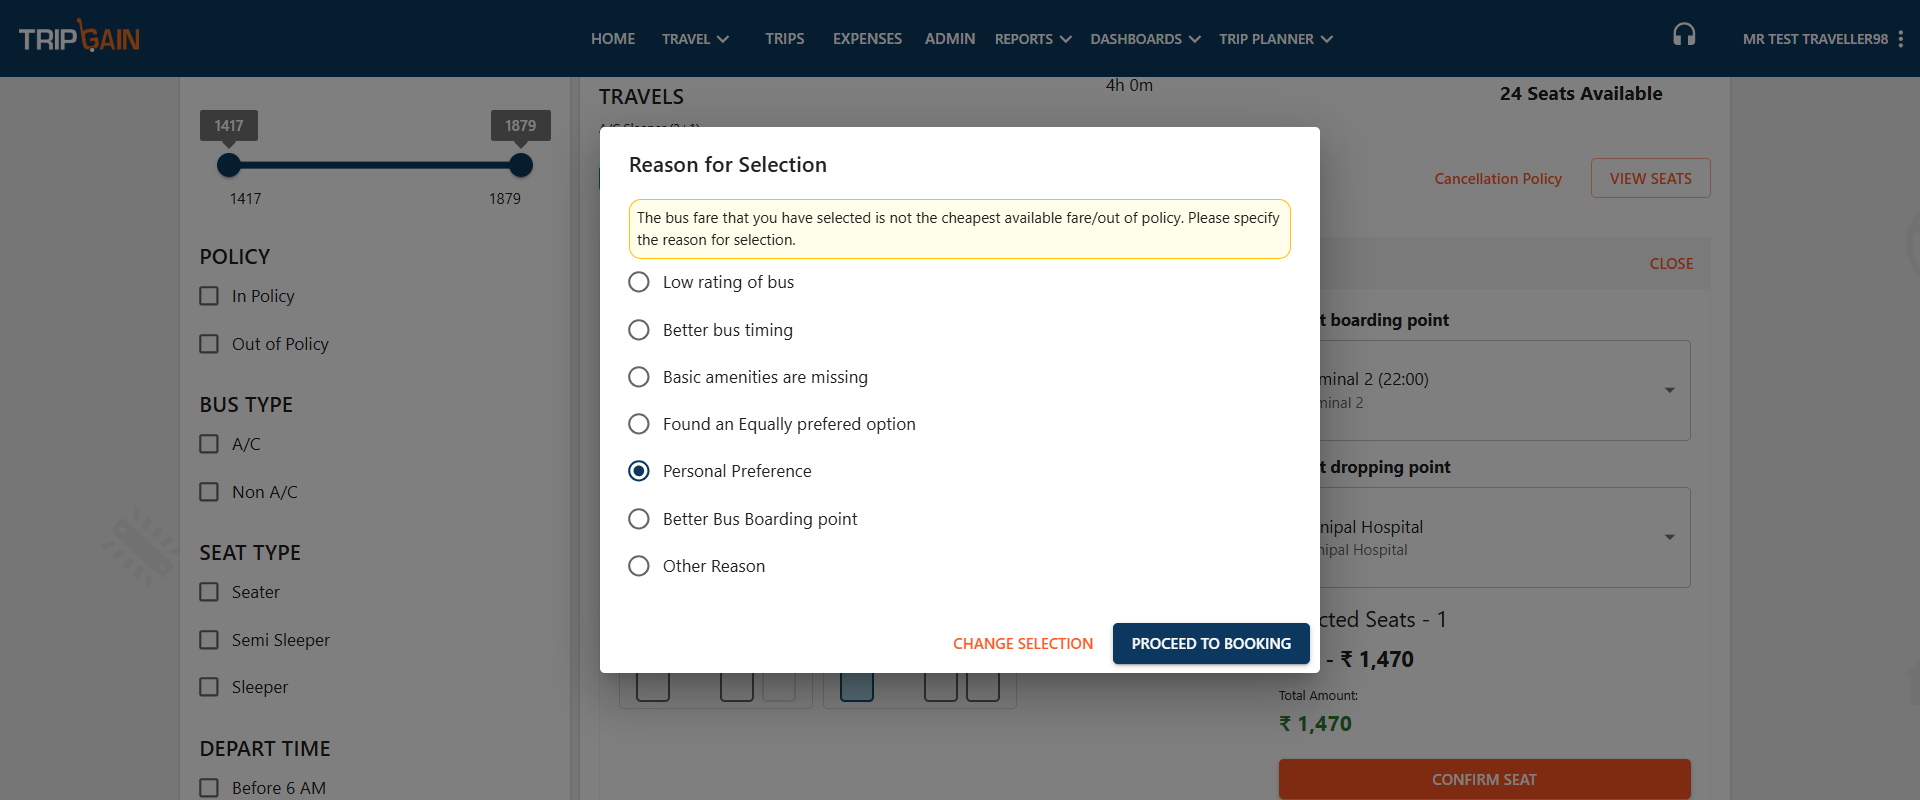 TRIPGAIN
HOME TRAVEL TRIPS EXPENSES ADMIN REPORTS DASHBOARDS TRIP PLANNER
MR TEST TRAVELLER98
1417 1879
1417 1879
POLICY
In Policy
Out of Policy
BUS TYPE
A/C
Non A/C
SEAT TYPE
Seater
Semi Sleeper
Sleeper
DEPART TIME
Before 6 AM
TRAVELS
4h 0m
24 Seats Available
Cancellation Policy
VIEW SEATS
CLOSE
Reason for Selection
The bus fare that you have selected is not the cheapest available fare/out of policy. Please specify
the reason for selection.
Low rating of bus
Better bus timing
Basic amenities are missing
Found an Equally prefered option
Personal Preference
Better Bus Boarding point
Other Reason
CHANGE SELECTION
PROCEED TO BOOKING
boarding point
2 (22:00)
2
dropping point
Hospital
Hospital
Seats - 1
- ₹ 1,470
Total Amount:
₹ 1,470
CONFIRM SEAT